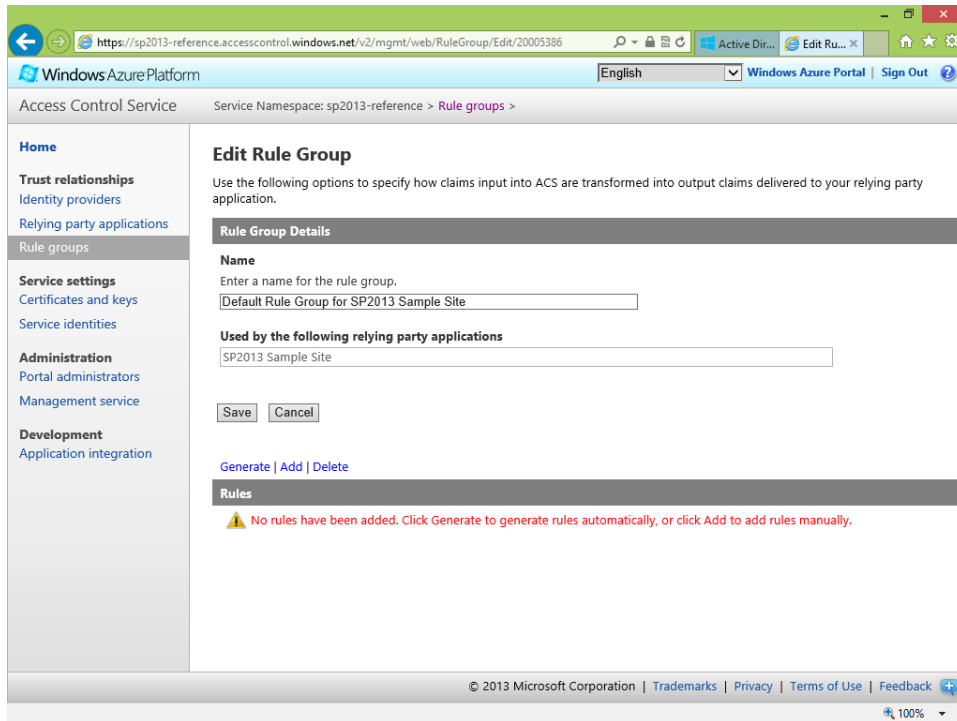 https://sp2013-reference.accesscontrol.windows.net/v2/mgmt/web/RuleGroup/Edit/20005386
Active Dir...
Edit Ru...
Windows Azure Platform
English
Windows Azure Portal | Sign Out
Access Control Service
Service Namespace: sp2013-reference > Rule groups >
Home
Trust relationships
Identity providers
Relying party applications
Rule groups
Service settings
Certificates and keys
Service identities
Administration
Portal administrators
Management service
Development
Application integration
Edit Rule Group
Use the following options to specify how claims input into ACS are transformed into output claims delivered to your relying party
application.
Rule Group Details
Name
Enter a name for the rule group.
Default Rule Group for SP2013 Sample Site
Used by the following relying party applications
SP2013 Sample Site
Save
Cancel
Generate | Add | Delete
Rules
No rules have been added. Click Generate to generate rules automatically, or click Add to add rules manually.
© 2013 Microsoft Corporation | Trademarks | Privacy | Terms of Use | Feedback
100%